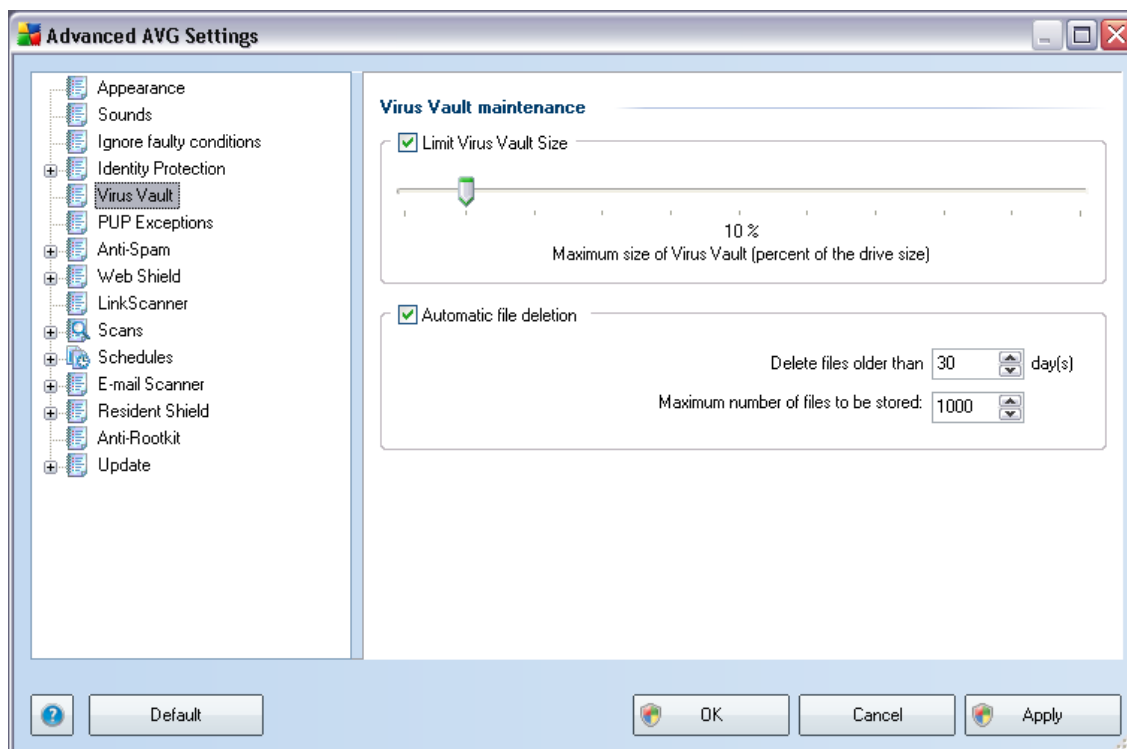 Advanced AVG Settings
Appearance
Sounds
Ignore faulty conditions
Identity Protection
Virus Vault
PUP Exceptions
Anti-Spam
Web Shield
LinkScanner
Scans
Schedules
E-mail Scanner
Resident Shield
Anti-Rootkit
Update
Virus Vault maintenance
Limit Virus Vault Size
10 %
Maximum size of Virus Vault (percent of the drive size)
Automatic file deletion
Delete files older than 30 day(s)
Maximum number of files to be stored: 1000
? Default OK Cancel Apply